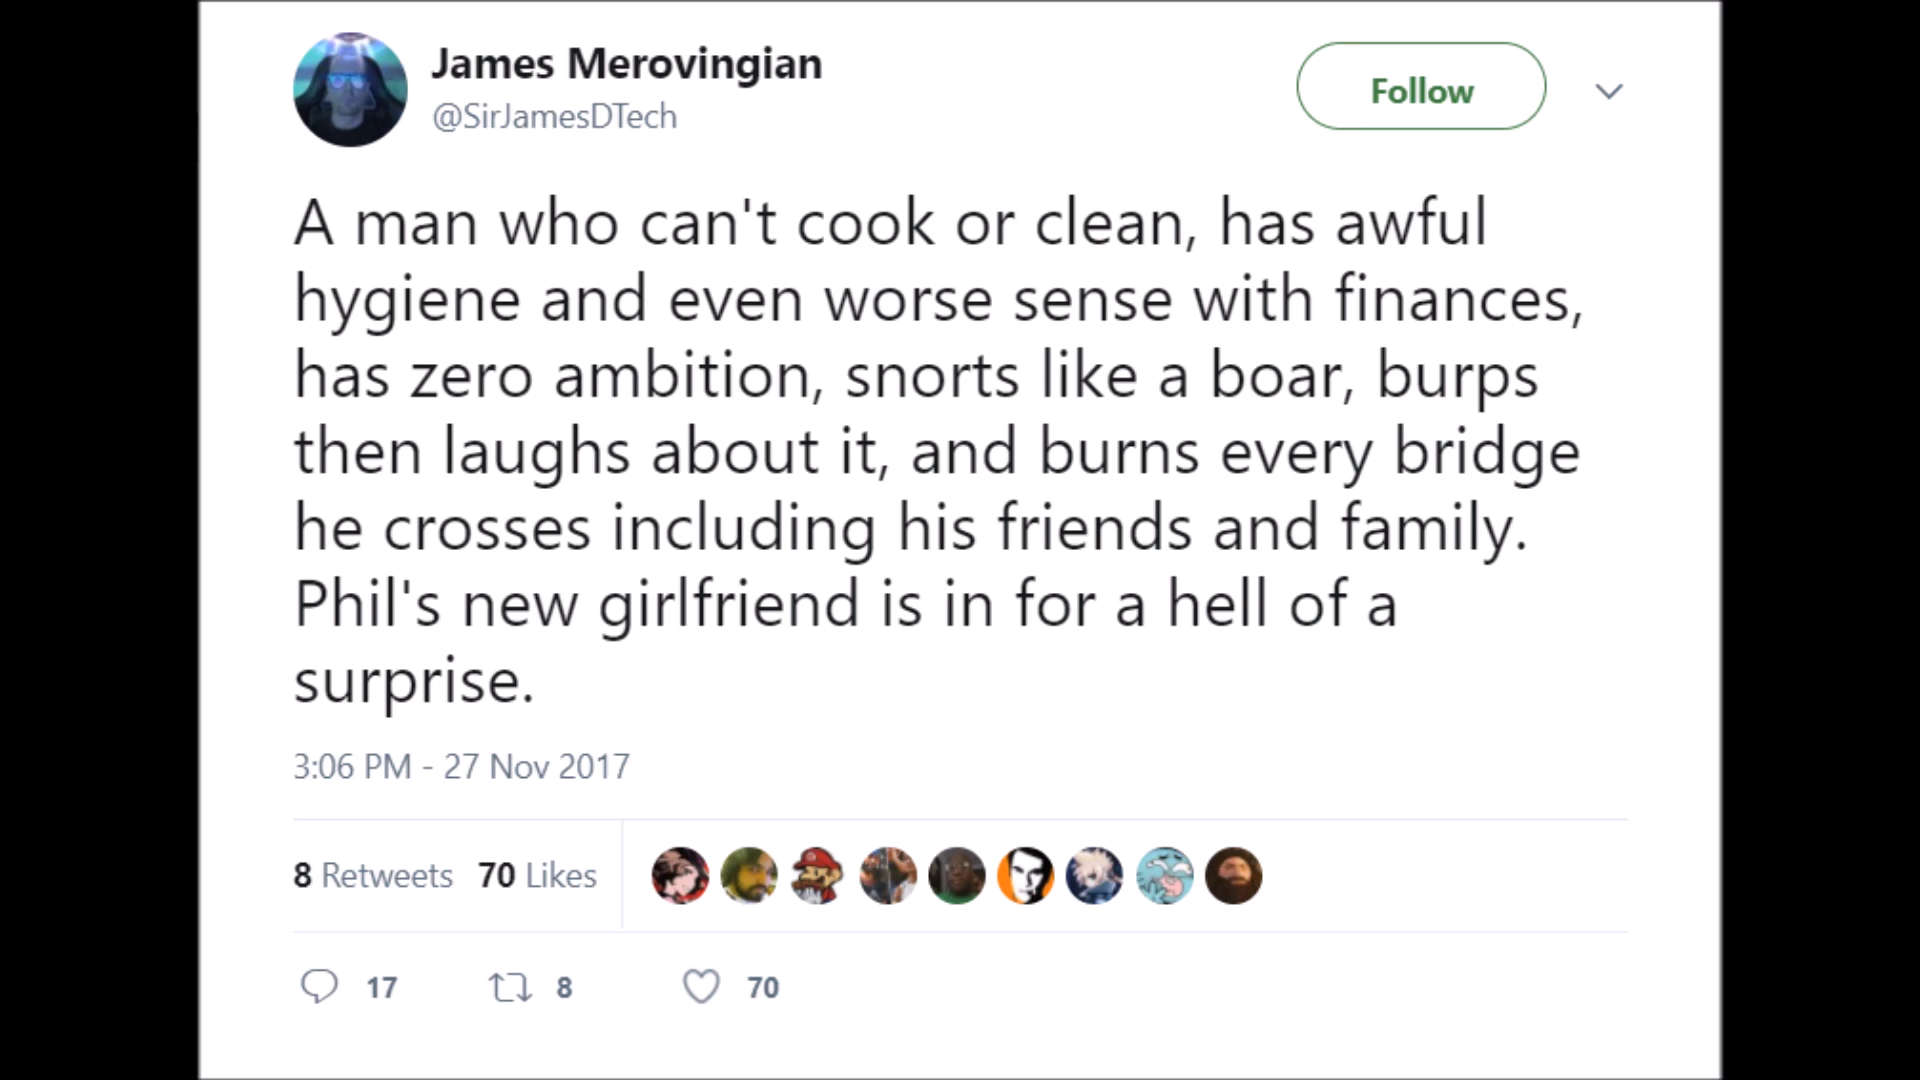 James Merovingian
@SirJamesDTech
Follow
A man who can't cook or clean, has awful
hygiene and even worse sense with finances,
has zero ambition, snorts like a boar, burps
then laughs about it, and burns every bridge
he crosses including his friends and family.
Phil's new girlfriend is in for a hell of a
surprise.
3:06 PM - 27 Nov 2017
8 Retweets 70 Likes
17 8 70